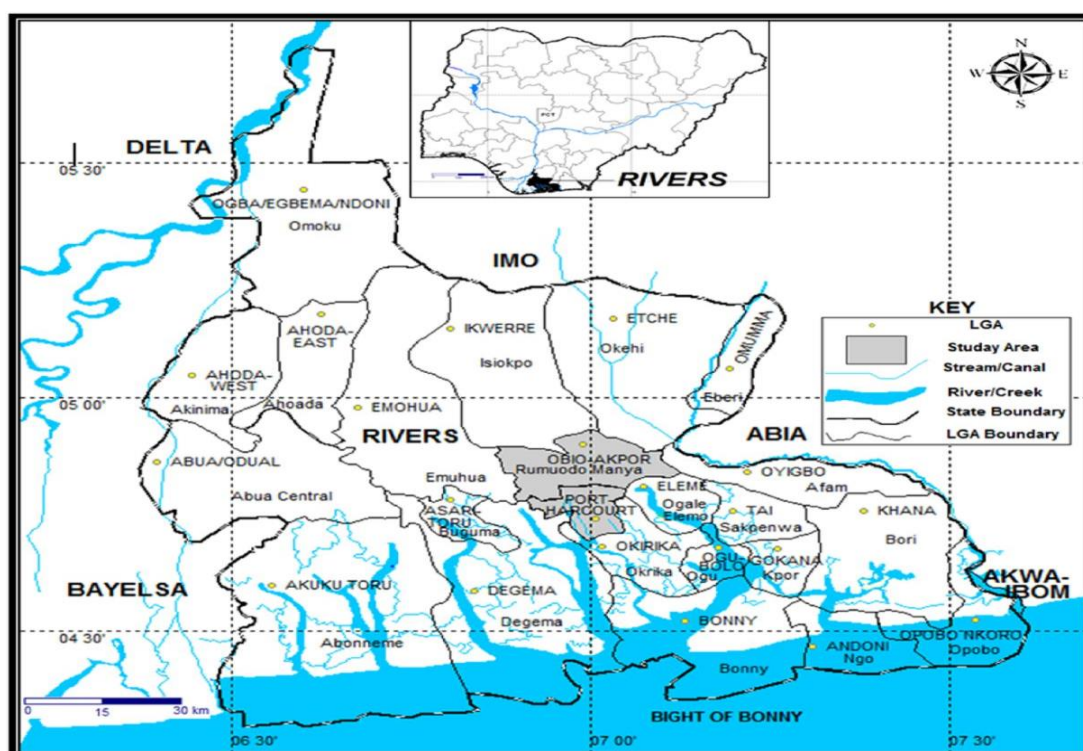 N
W E
S
FCT
RIVERS
DELTA
05 30'
OGBA/EGBEMA/NDONI
Omoku
IMO
KEY
LGA
Studay Area
Stream/Canal
River/Creek
State Boundary
LGA Boundary
AHODA-
EAST
IKWERRE
Isiokpo
ETCHE
Okehi
OMUMMA
Eberi
AHODA-
WEST
Akinima
Ahoada
05 00'
EMOHUA
RIVERS
ABIA
OBIO-AKPOR
Rumuodo Manya
ABUA/ODUAL
Abua Central
Emuhua
OYIGBO
Afam
ELEME
Ogale
Elemo
PORT-
HARCOURT
ASARI-
TORU
Buguma
TAI
Sakpenwa
KHANA
Bori
OKIRIKA
Okrika
OGU-
BOLO
Ogu
GOKANA
Kpor
BAYELSA
AKUKU TORU
Abonneme
DEGEMA
Degema
AKWA-
IBOM
04 30'
BONNY
Bonny
ANDONI
Ngo
OPOBO NKORO
Opobo
0 15 30 km
BIGHT OF BONNY
06 30'
07 00'
07 30'